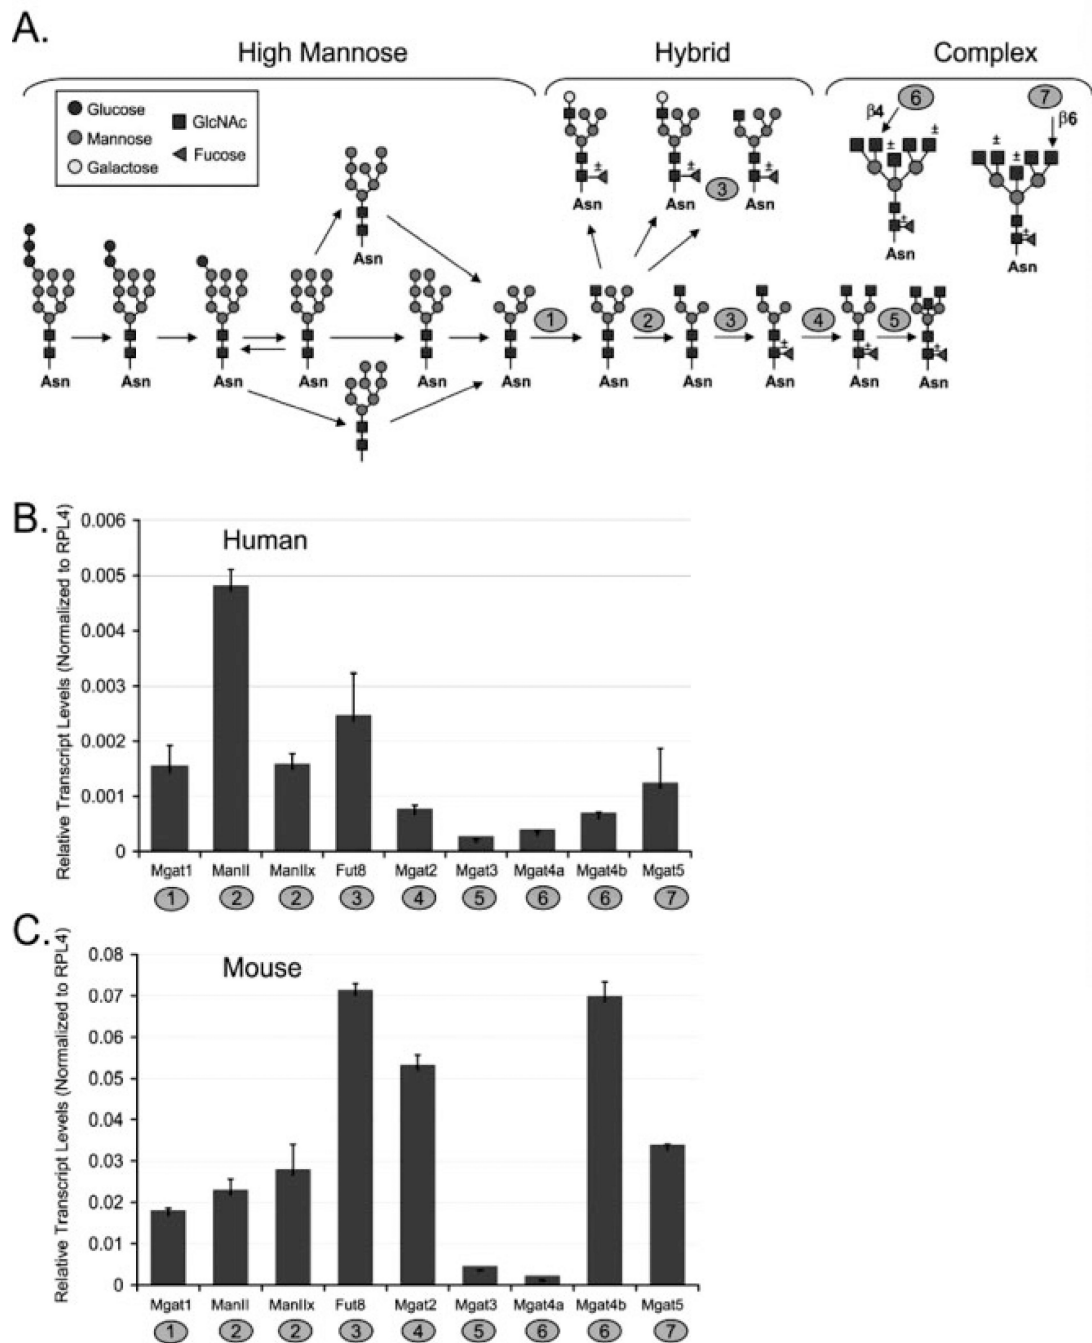 A.
High Mannose
Hybrid
Complex
Glucose
GlcNAc
Mannose
Fucose
Galactose
6
7
β4
β6
±
±
±
±
±
±
±
±
3
Asn
Asn
Asn
Asn
Asn
Asn
1
2
3
4
5
±
±
±
Asn
Asn
Asn
Asn
Asn
Asn
Asn
Asn
Asn
Asn
Asn
B.
Relative Transcript Levels (Normalized to RPL4)
Human
0.006
0.005
0.004
0.003
0.002
0.001
0
Mgat1 ManII ManIIx Fut8 Mgat2 Mgat3 Mgat4a Mgat4b Mgat5
1 2 2 3 4 5 6 6 7
C.
Relative Transcript Levels (Normalized to RPL4)
Mouse
0.08
0.07
0.06
0.05
0.04
0.03
0.02
0.01
0
Mgat1 ManII ManIIx Fut8 Mgat2 Mgat3 Mgat4a Mgat4b Mgat5
1 2 2 3 4 5 6 6 7